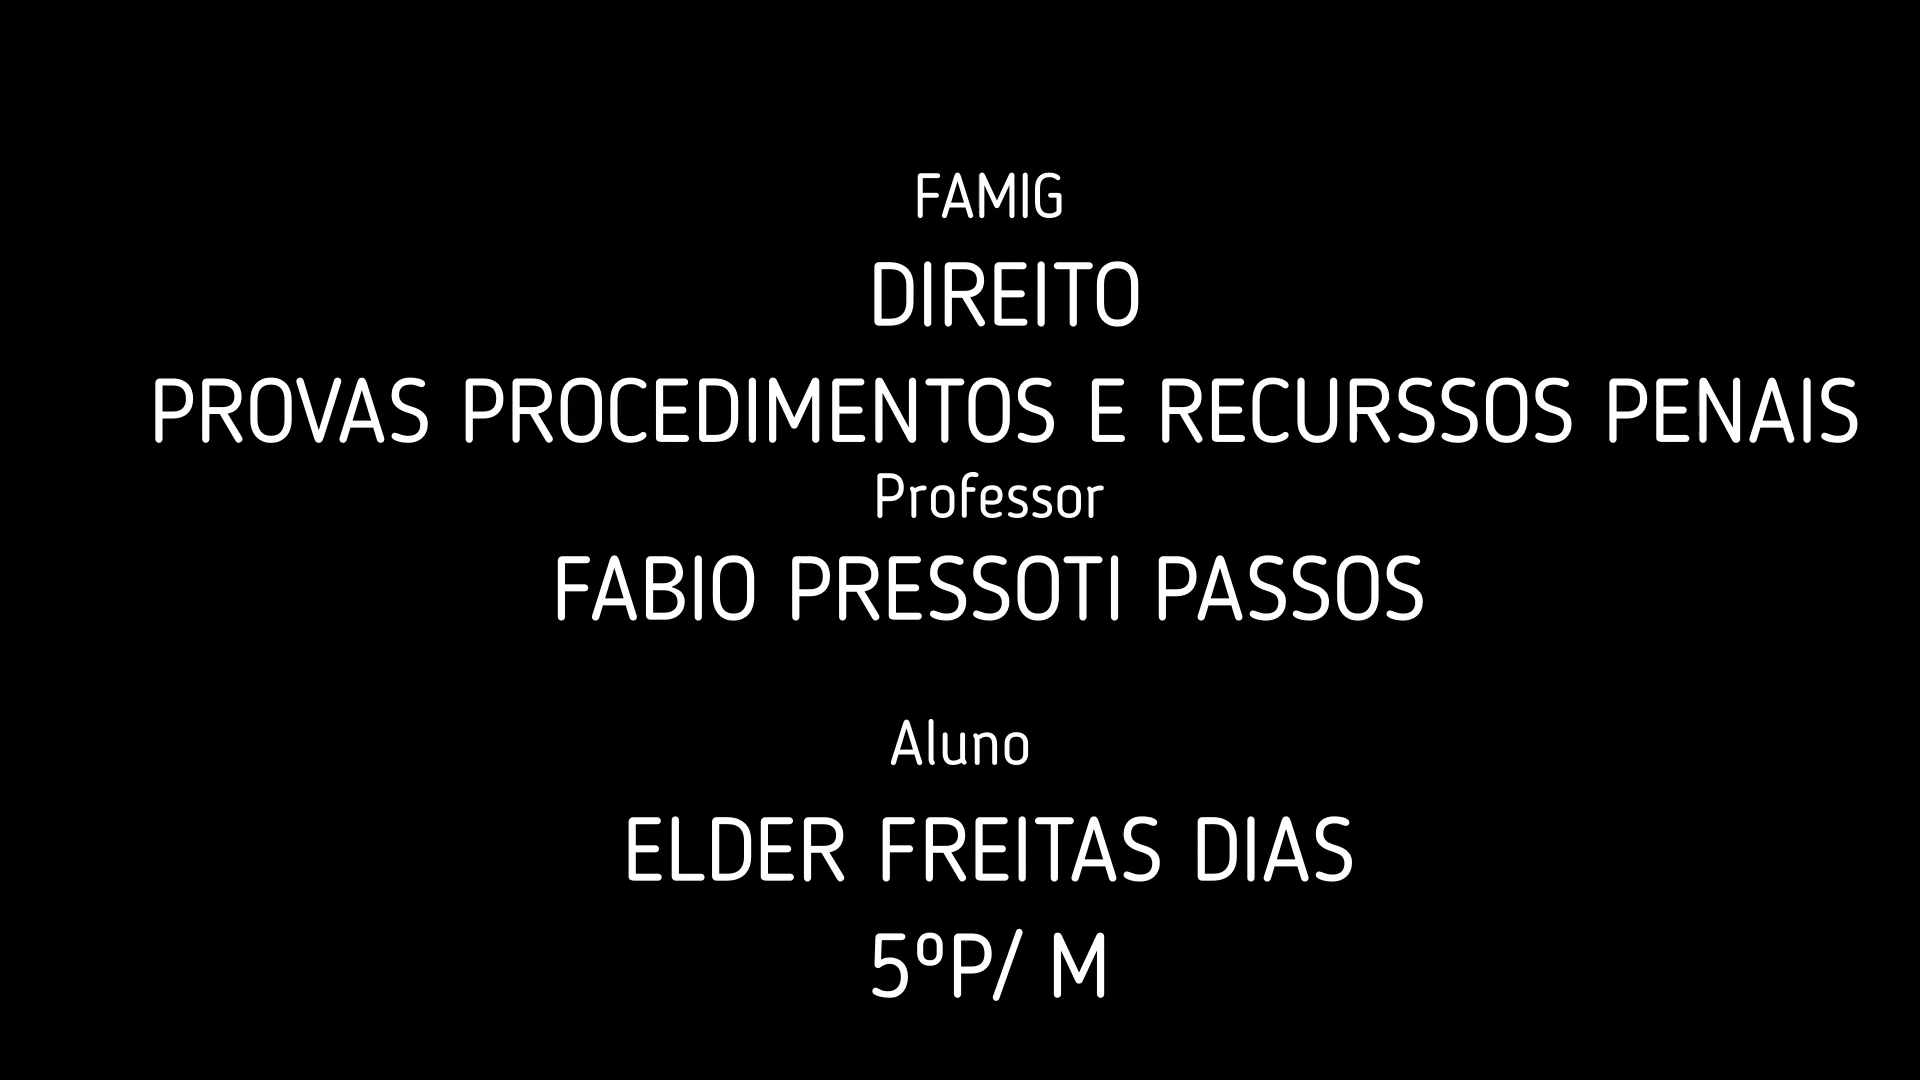 FAMIG
DIREITO
PROVAS PROCEDIMENTOS E RECURSSOS PENAIS
Professor
FABIO PRESSOTI PASSOS
Aluno
ELDER FREITAS DIAS
5ºP/ M